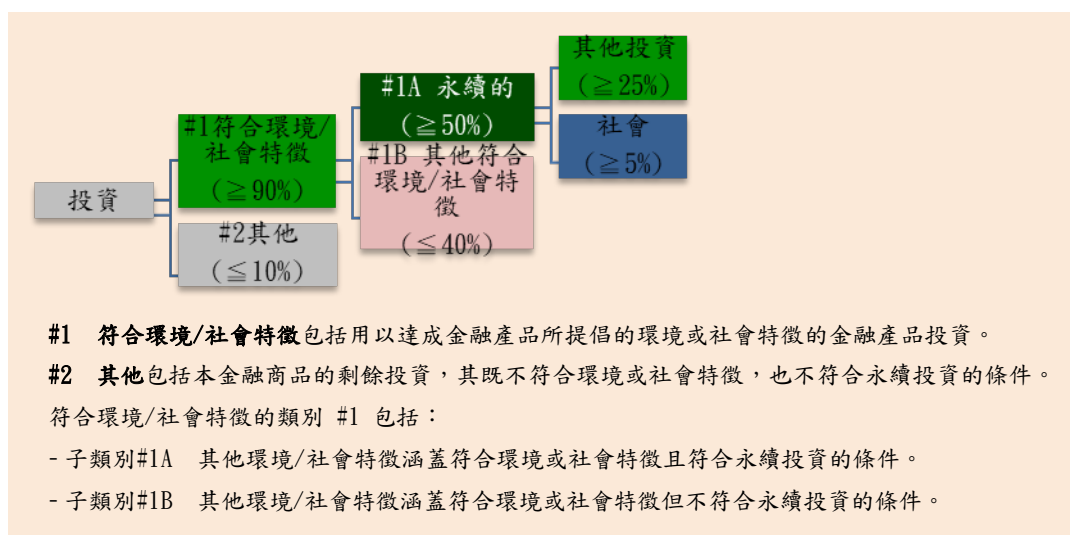 其他投資
(≧25%)
#1A 永續的
(≧50%)
社會
(≧5%)
#1符合環境/
社會特徵
(≧90%)
#1B 其他符合
環境/社會特
徵
(≦40%)
投資
#2其他
(≦10%)
#1 符合環境/社會特徵包括用以達成金融產品所提倡的環境或社會特徵的金融產品投資。
#2 其他包括本金融商品的剩餘投資，其既不符合環境或社會特徵，也不符合永續投資的條件。
符合環境/社會特徵的類別 #1 包括：
-子類別#1A 其他環境/社會特徵涵蓋符合環境或社會特徵且符合永續投資的條件。
-子類別#1B 其他環境/社會特徵涵蓋符合環境或社會特徵但不符合永續投資的條件。